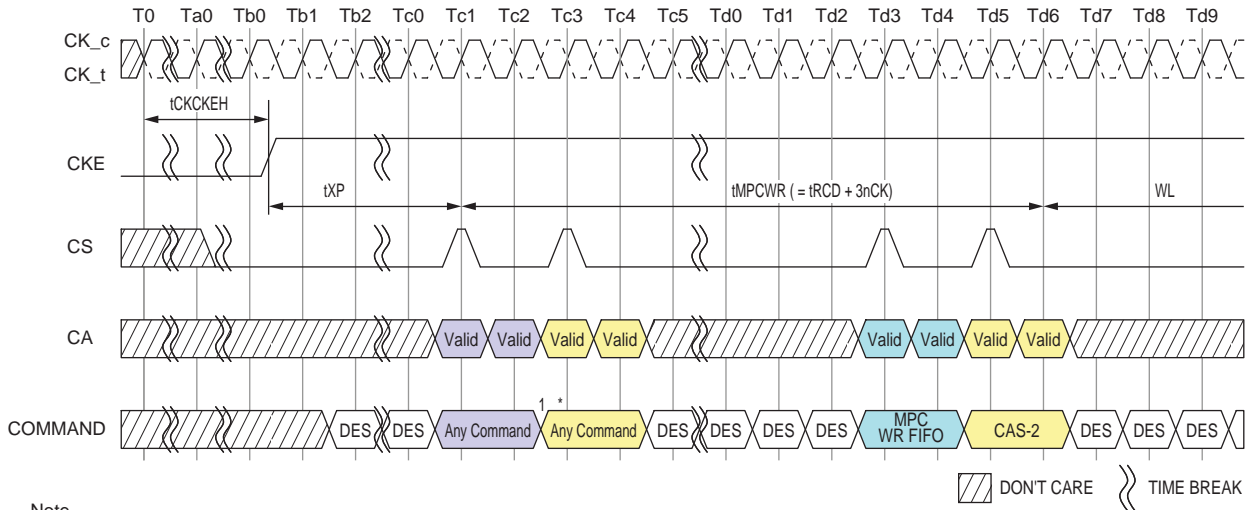 T0 Ta0 Tb0 Tb1 Tb2 Tc0 Tc1 Tc2 Tc3 Tc4 Tc5 Td0 Td1 Td2 Td3 Td4 Td5 Td6 Td7 Td8 Td9
CK_c
CK_t
tCKCKEH
CKE
tXP tMPCWR ( = tRCD + 3nCK) WL
CS
CA Valid Valid Valid Valid Valid Valid Valid Valid
1 *
COMMAND DES DES Any Command Any Command DES DES DES DES MPC WR FIFO CAS-2 DES DES DES
DON'T CARE TIME BREAK